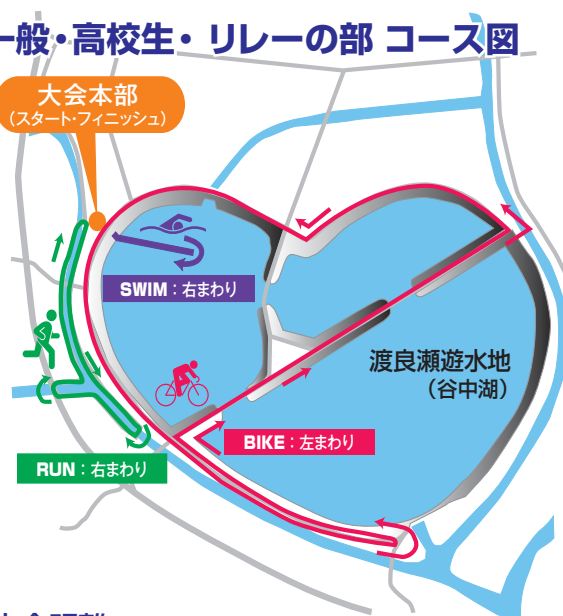 一般・高校生・リレーの部 コース図
大会本部
（スタート・フィニッシュ）
SWIM：右まわり
渡良瀬遊水地
（谷中湖）
BIKE：左まわり
RUN：右まわり